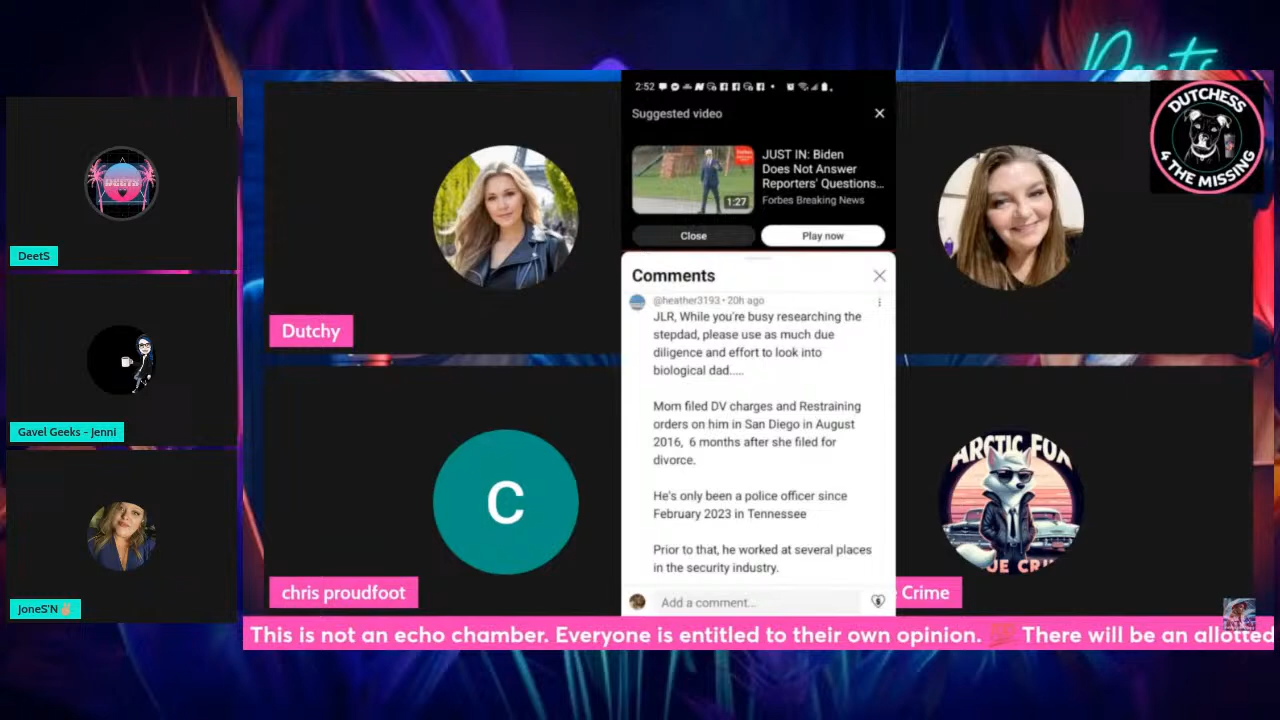 Deets
DEETS
DeetS
Gavel Geeks - Jenni
JoneS'N
Dutchy
chris proudfoot
2:52
Suggested video
JUST IN: Biden
Does Not Answer
Reporters' Questions...
Forbes Breaking News
1:27
Close
Play now
Comments
@heather3193 • 20h ago
JLR, While you're busy researching the
stepdad, please use as much due
diligence and effort to look into
biological dad.....
Mom filed DV charges and Restraining
orders on him in San Diego in August
2016, 6 months after she filed for
divorce.
He's only been a police officer since
February 2023 in Tennessee
Prior to that, he worked at several places
in the security industry.
Add a comment...
DUTCHESS
4 THE MISSING
ARCTIC FOX
UE CRI
Crime
This is not an echo chamber. Everyone is entitled to their own opinion. 💯 There will be an allotted